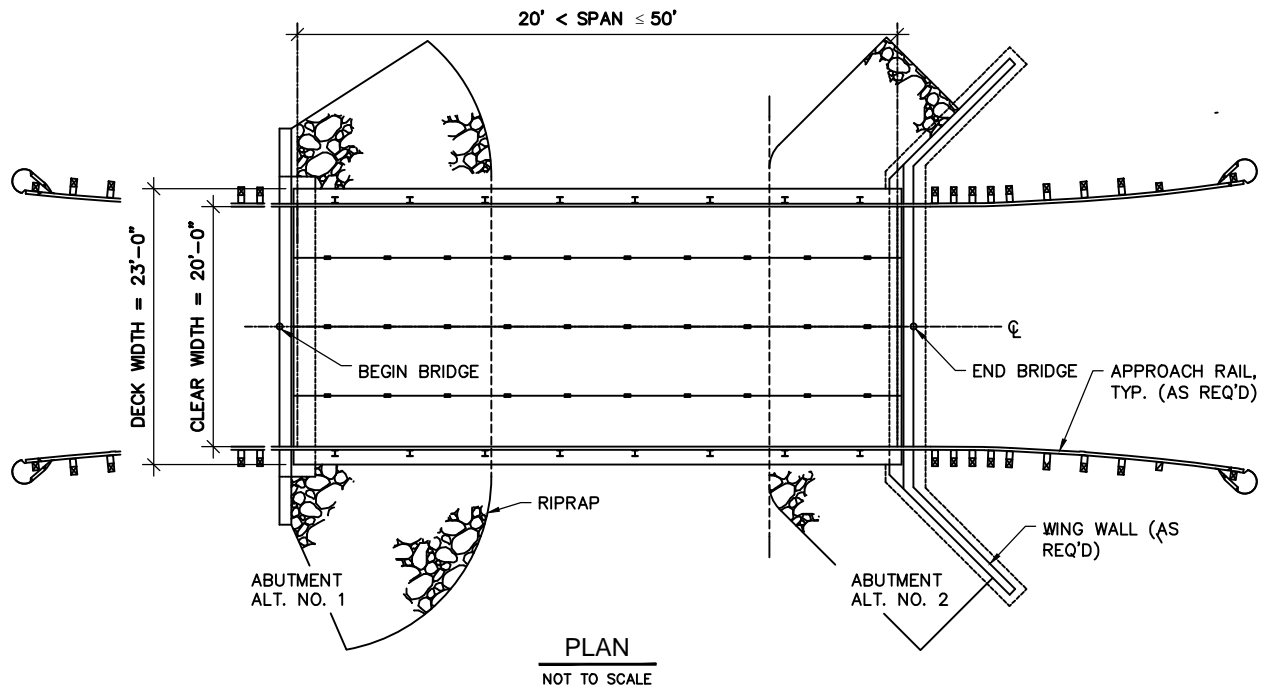 20' < SPAN ≤ 50'
DECK WIDTH = 23'-0"
CLEAR WIDTH = 20'-0"
BEGIN BRIDGE
℄
END BRIDGE
APPROACH RAIL,
TYP. (AS REQ'D)
RIPRAP
WING WALL (AS
REQ'D)
ABUTMENT
ALT. NO. 1
ABUTMENT
ALT. NO. 2
PLAN
NOT TO SCALE